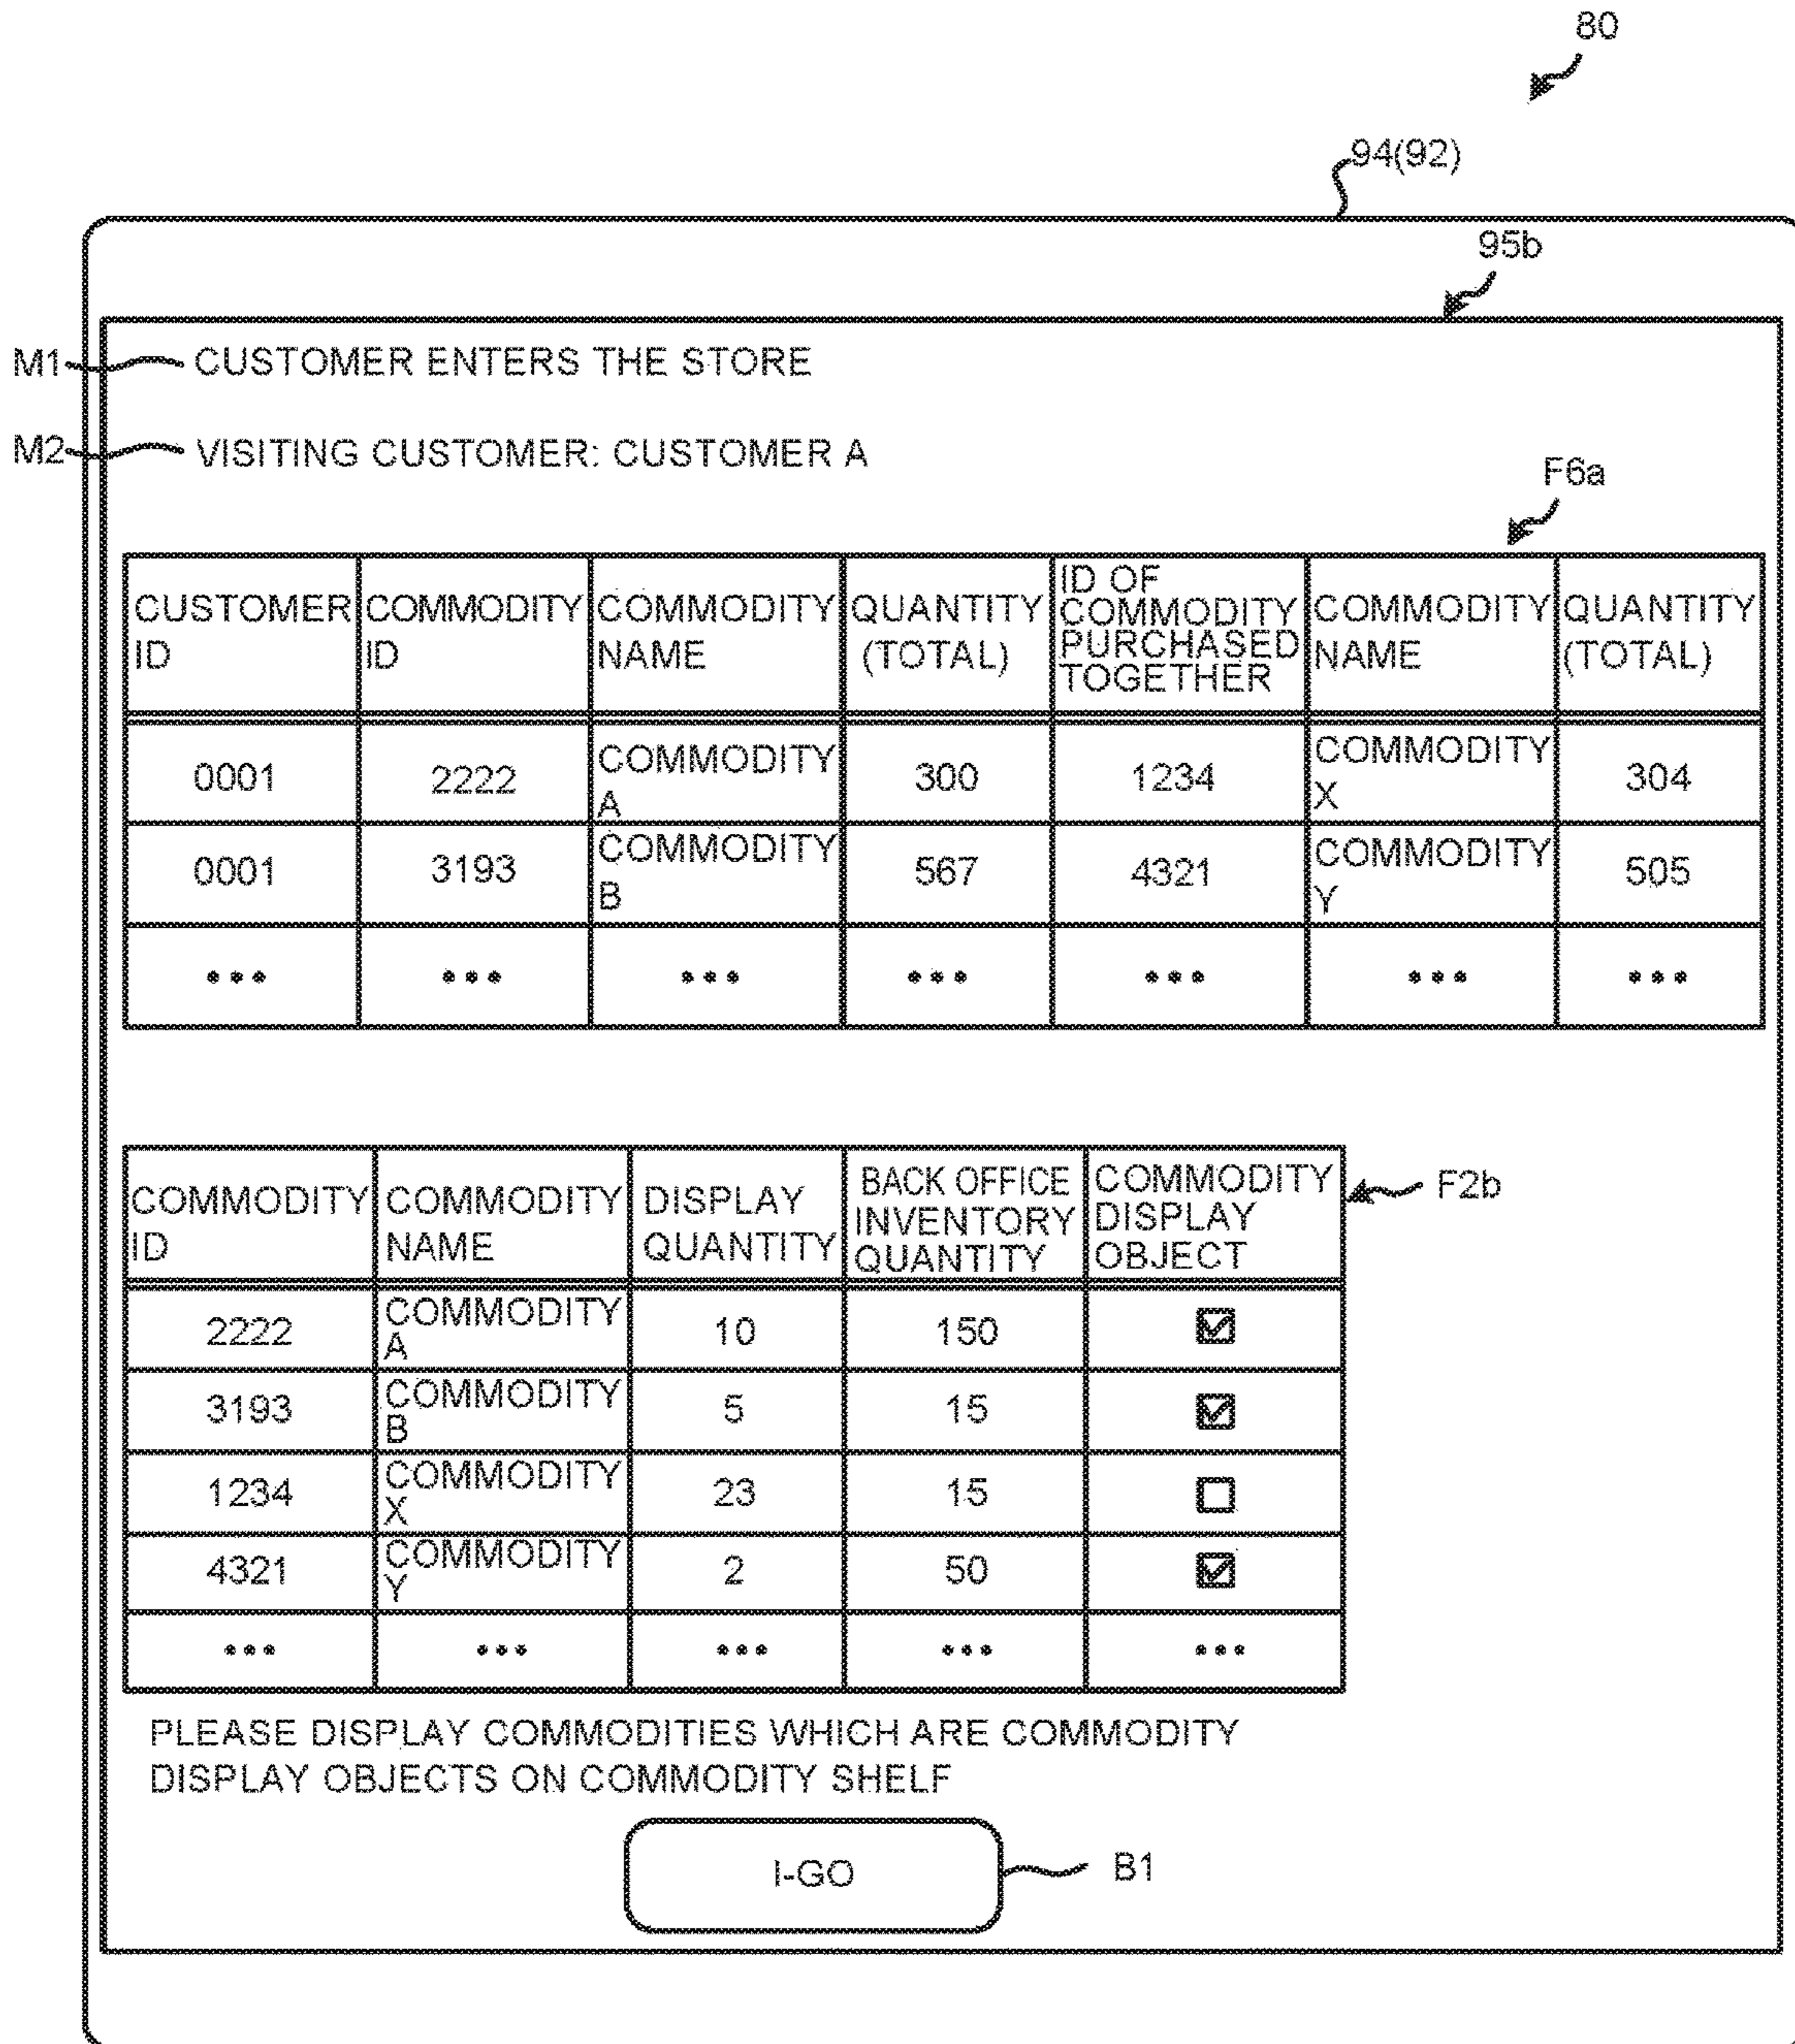 80
94(92)
95b
M1 CUSTOMER ENTERS THE STORE
M2 VISITING CUSTOMER: CUSTOMER A
F6a
CUSTOMER ID COMMODITY ID COMMODITY NAME QUANTITY (TOTAL) ID OF COMMODITY PURCHASED TOGETHER COMMODITY NAME QUANTITY (TOTAL)
0001 2222 COMMODITY A 300 1234 COMMODITY X 304
0001 3193 COMMODITY B 567 4321 COMMODITY Y 505
••• ••• ••• ••• ••• ••• •••
COMMODITY ID COMMODITY NAME DISPLAY QUANTITY BACK OFFICE INVENTORY QUANTITY COMMODITY DISPLAY OBJECT F2b
2222 COMMODITY A 10 150 ☑
3193 COMMODITY B 5 15 ☑
1234 COMMODITY X 23 15 ☐
4321 COMMODITY Y 2 50 ☑
••• ••• ••• ••• •••
PLEASE DISPLAY COMMODITIES WHICH ARE COMMODITY
DISPLAY OBJECTS ON COMMODITY SHELF
I-GO B1